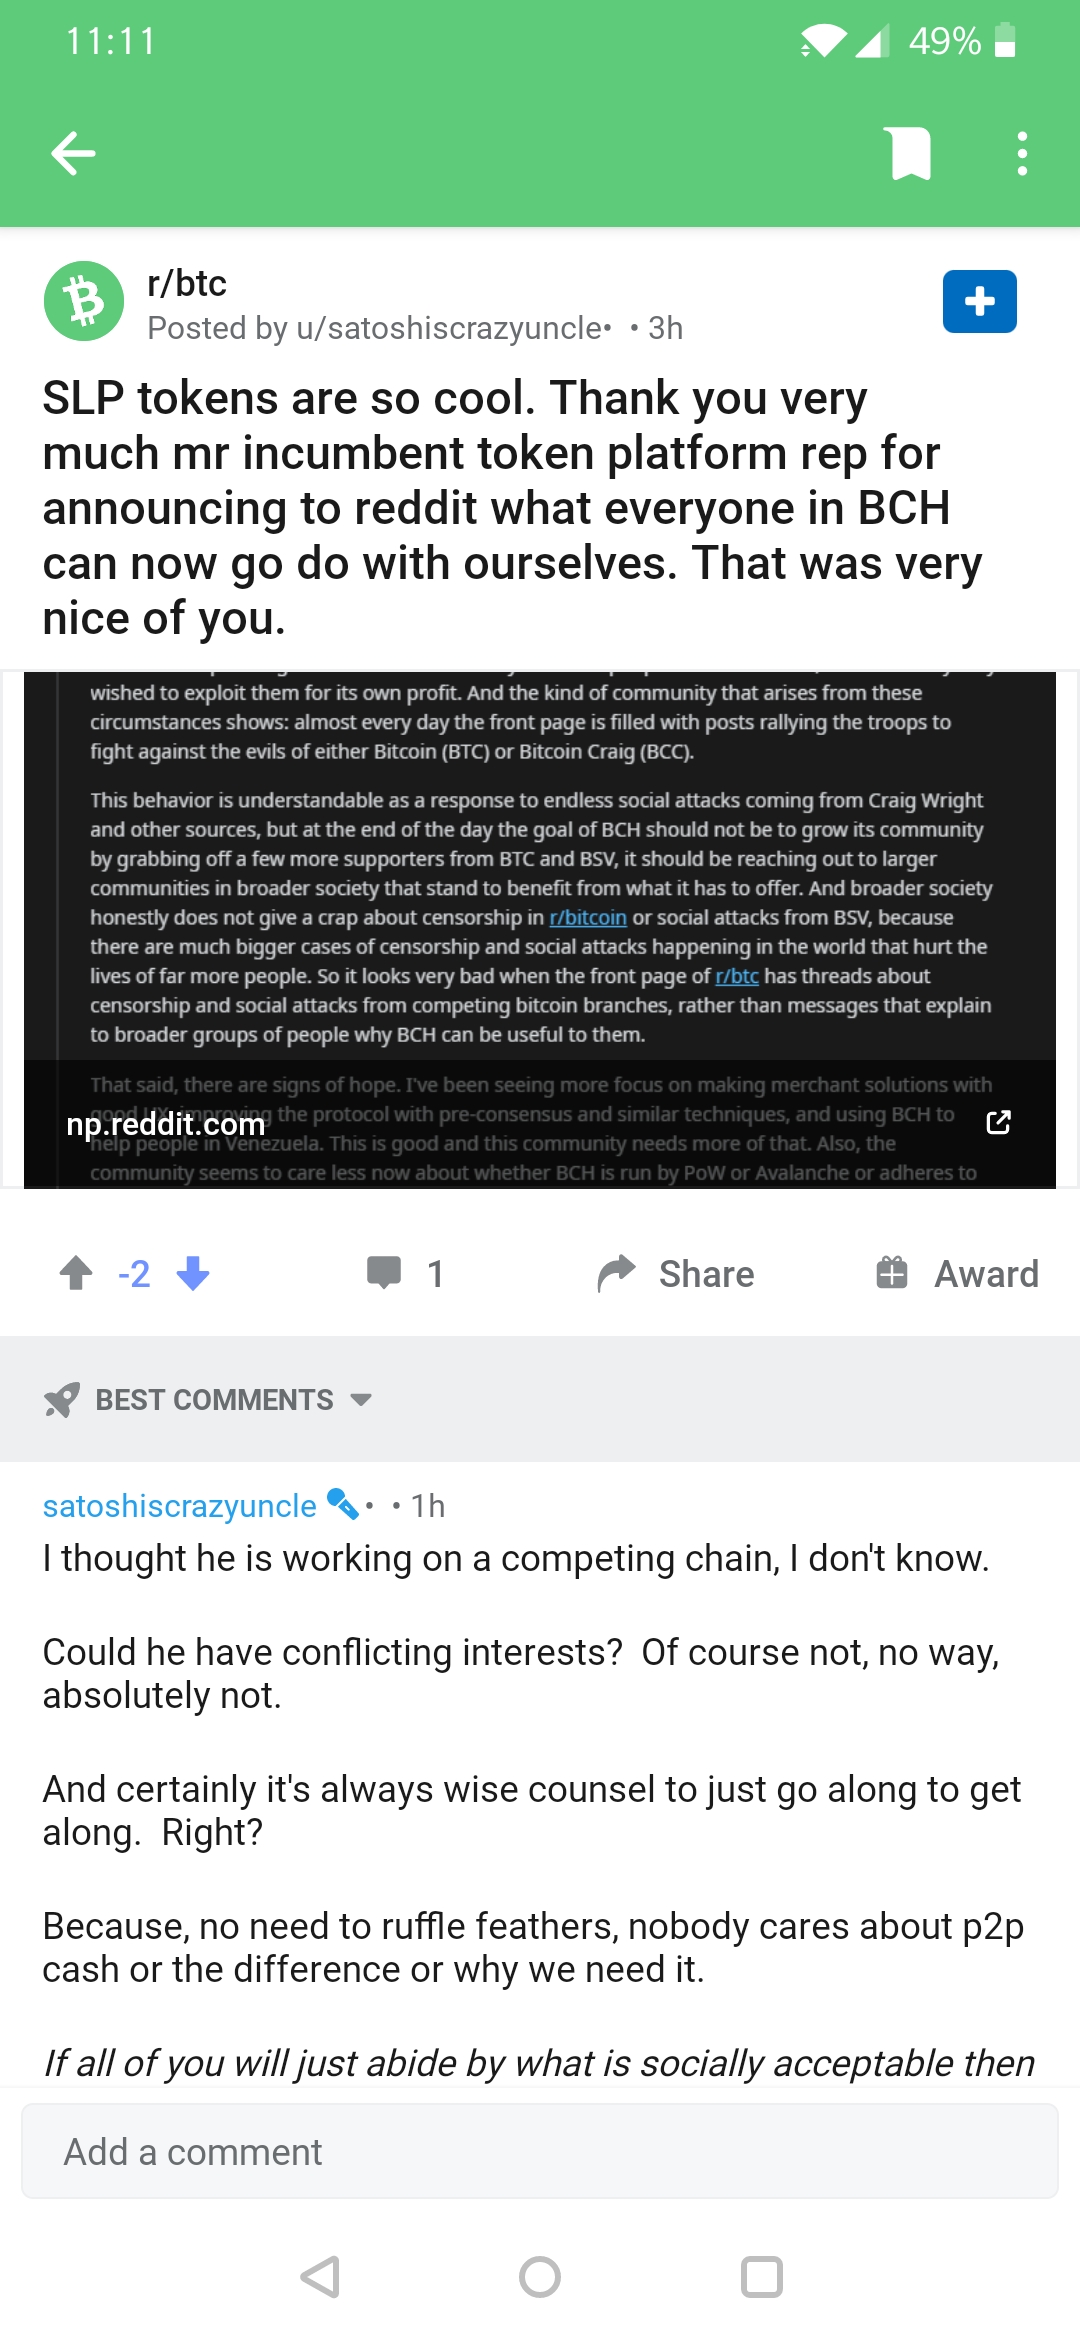 11:11
49%
r/btc
Posted by u/satoshiscrazyuncle• • 3h
SLP tokens are so cool. Thank you very
much mr incumbent token platform rep for
announcing to reddit what everyone in BCH
can now go do with ourselves. That was very
nice of you.
wished to exploit them for its own profit. And the kind of community that arises from these
circumstances shows: almost every day the front page is filled with posts rallying the troops to
fight against the evils of either Bitcoin (BTC) or Bitcoin Craig (BCC).
This behavior is understandable as a response to endless social attacks coming from Craig Wright
and other sources, but at the end of the day the goal of BCH should not be to grow its community
by grabbing off a few more supporters from BTC and BSV, it should be reaching out to larger
communities in broader society that stand to benefit from what it has to offer. And broader society
honestly does not give a crap about censorship in r/bitcoin or social attacks from BSV, because
there are much bigger cases of censorship and social attacks happening in the world that hurt the
lives of far more people. So it looks very bad when the front page of r/btc has threads about
censorship and social attacks from competing bitcoin branches, rather than messages that explain
to broader groups of people why BCH can be useful to them.
That said, there are signs of hope. I've been seeing more focus on making merchant solutions with
good UX, improving the protocol with pre-consensus and similar techniques, and using BCH to
np.reddit.com
help people in Venezuela. This is good and this community needs more of that. Also, the
community seems to care less now about whether BCH is run by PoW or Avalanche or adheres to
-2
1
Share
Award
BEST COMMENTS
satoshiscrazyuncle • • 1h
I thought he is working on a competing chain, I don't know.
Could he have conflicting interests? Of course not, no way,
absolutely not.
And certainly it's always wise counsel to just go along to get
along. Right?
Because, no need to ruffle feathers, nobody cares about p2p
cash or the difference or why we need it.
If all of you will just abide by what is socially acceptable then
Add a comment